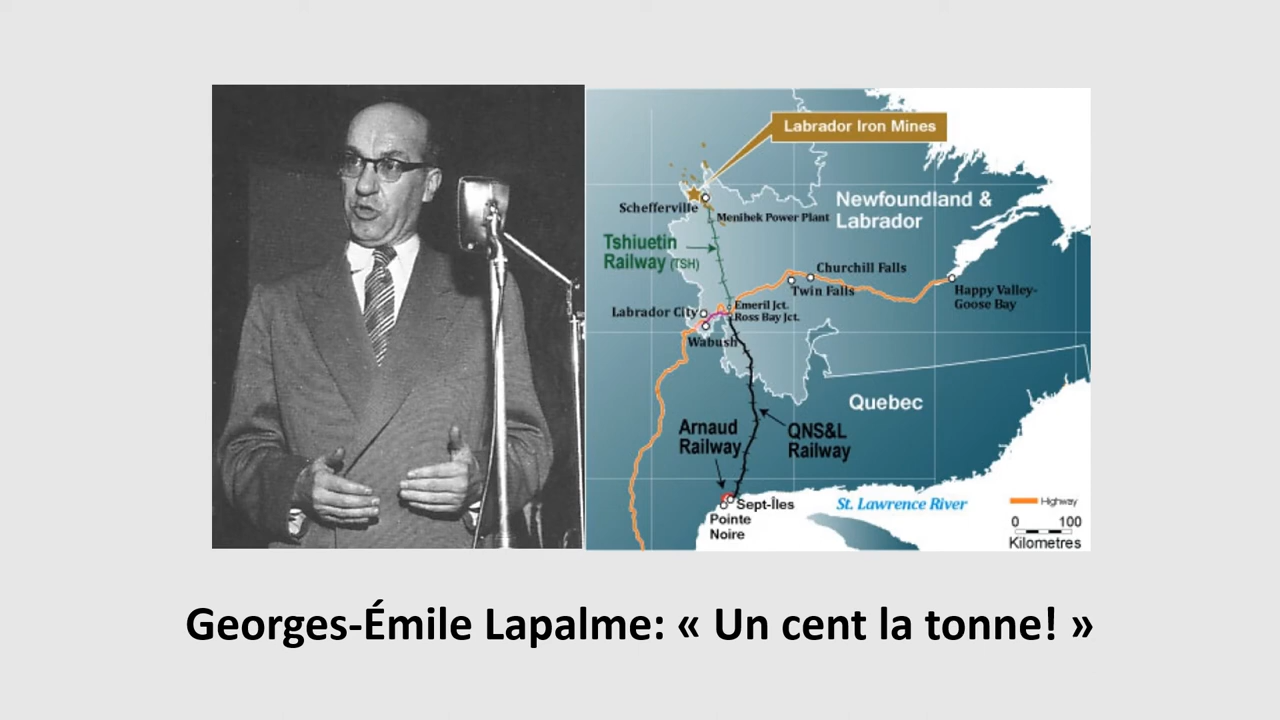 Labrador Iron Mines
Newfoundland &
Labrador
Schefferville
Menihek Power Plant
Tshiuetin
Railway (TSH)
Churchill Falls
Twin Falls
Happy Valley-
Goose Bay
Emeril Jct.
Ross Bay Jct.
Labrador City
Wabush
Quebec
Arnaud
Railway
QNS&L
Railway
Sept-Îles
Pointe
Noire
St. Lawrence River
Highway
0 100
Kilometres
Georges-Émile Lapalme: « Un cent la tonne! »